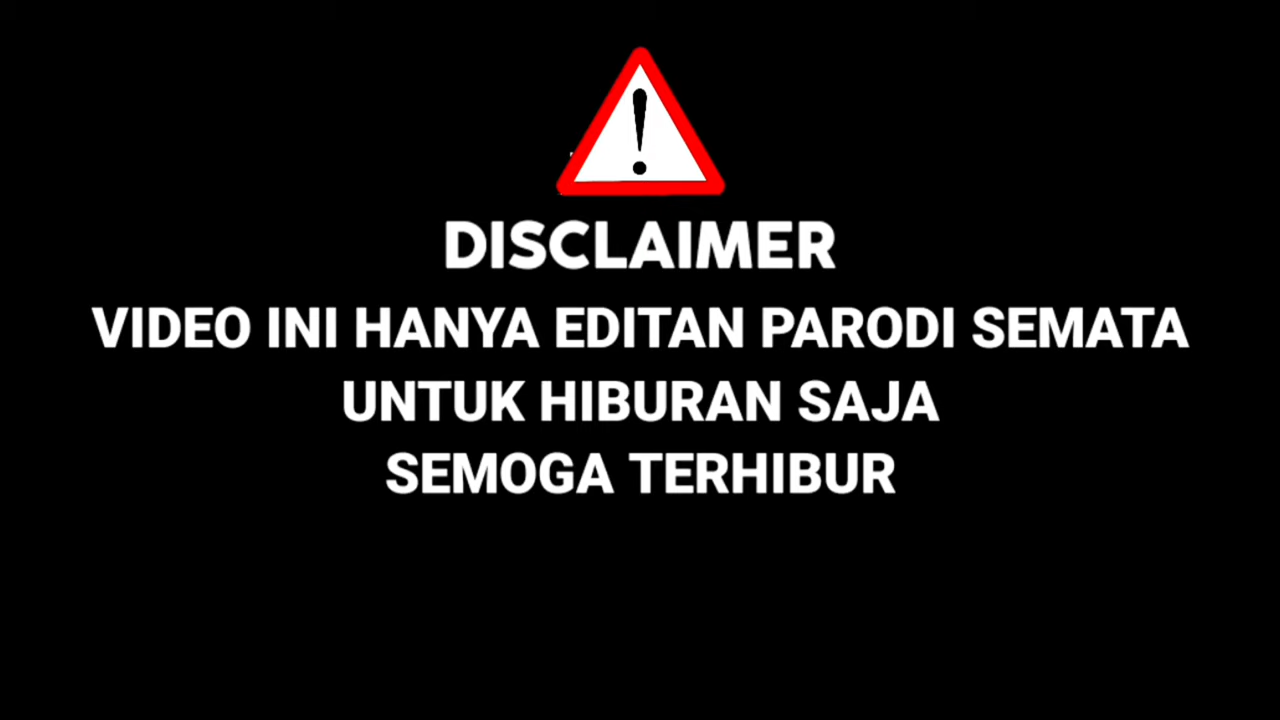 DISCLAIMER
VIDEO INI HANYA EDITAN PARODI SEMATA
UNTUK HIBURAN SAJA
SEMOGA TERHIBUR